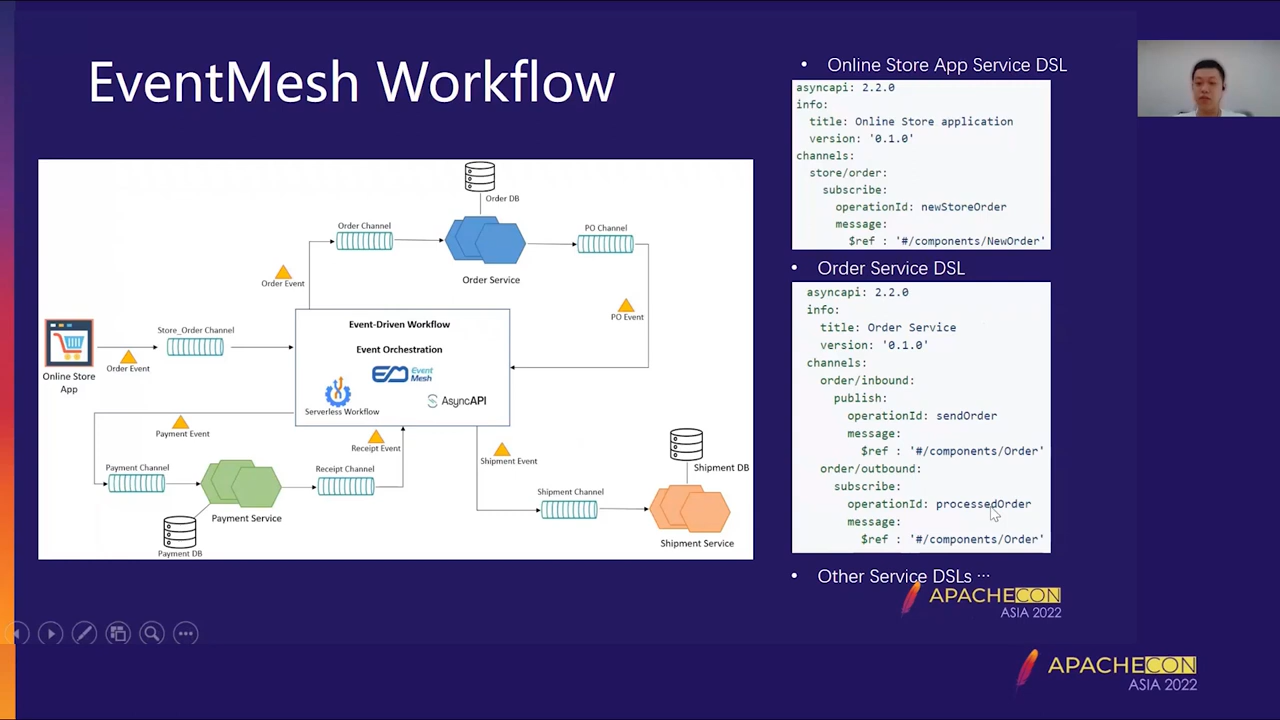 EventMesh Workflow
Order DB
Order Channel
PO Channel
Order Service
Order Event
PO Event
Event-Driven Workflow
Store_Order Channel
Event Orchestration
Event
Mesh
Order Event
Online Store
App
AsyncAPI
Serverless Workflow
Payment Event
Receipt Event
Shipment Event
Payment Channel
Receipt Channel
Shipment DB
Shipment Channel
Payment Service
Shipment Service
Payment DB
• Online Store App Service DSL
asyncapi: 2.2.0
info:
title: Online Store application
version: '0.1.0'
channels:
store/order:
subscribe:
operationId: newStoreOrder
message:
$ref : '#/components/NewOrder'
• Order Service DSL
asyncapi: 2.2.0
info:
title: Order Service
version: '0.1.0'
channels:
order/inbound:
publish:
operationId: sendOrder
message:
$ref : '#/components/Order'
order/outbound:
subscribe:
operationId: processedOrder
message:
$ref : '#/components/Order'
• Other Service DSLs ...
APACHECON
ASIA 2022
APACHECON
ASIA 2022